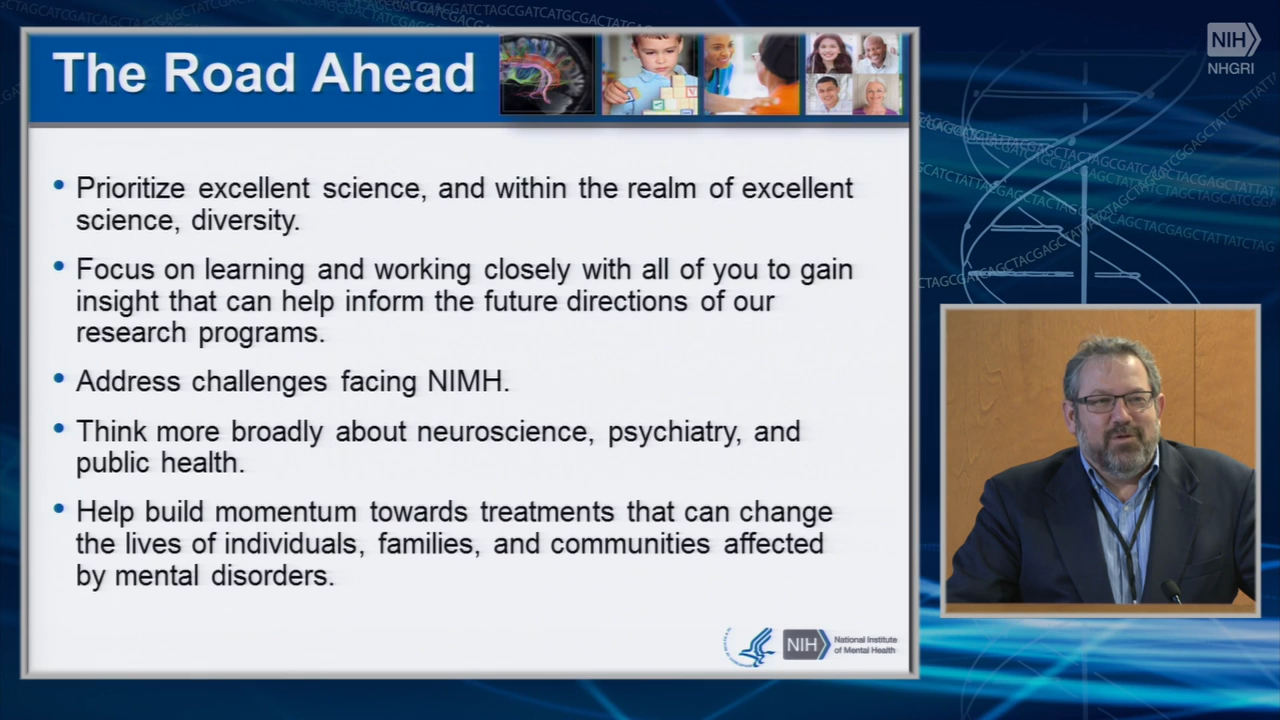 NIH
NHGRI
The Road Ahead
• Prioritize excellent science, and within the realm of excellent
science, diversity.
• Focus on learning and working closely with all of you to gain
insight that can help inform the future directions of our
research programs.
• Address challenges facing NIMH.
• Think more broadly about neuroscience, psychiatry, and
public health.
• Help build momentum towards treatments that can change
the lives of individuals, families, and communities affected
by mental disorders.
NIH
National Institute
of Mental Health